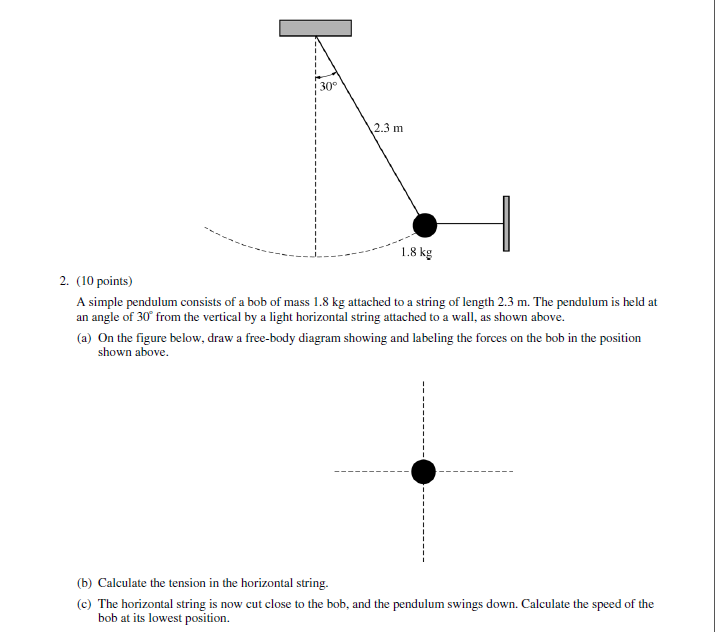 30°
2.3 m
1.8 kg
2. (10 points)
A simple pendulum consists of a bob of mass 1.8 kg attached to a string of length 2.3 m. The pendulum is held at
an angle of 30° from the vertical by a light horizontal string attached to a wall, as shown above.
(a) On the figure below, draw a free-body diagram showing and labeling the forces on the bob in the position
shown above.
(b) Calculate the tension in the horizontal string.
(c) The horizontal string is now cut close to the bob, and the pendulum swings down. Calculate the speed of the
bob at its lowest position.